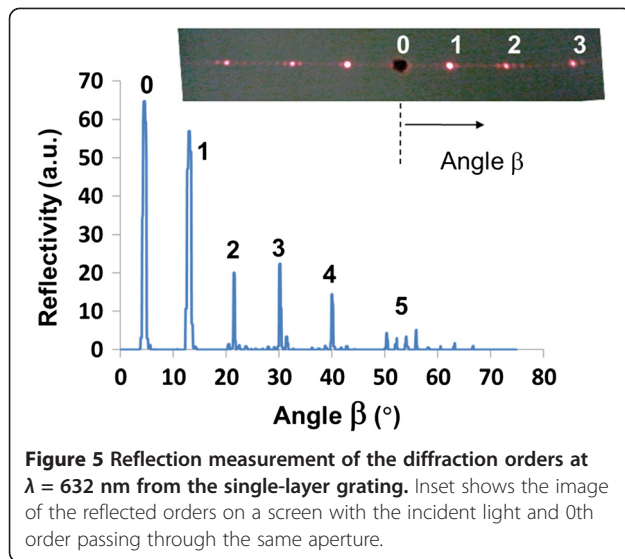 0 1 2 3
Angle β
70
60
50
40
30
20
10
0
Reflectivity (a.u.)
0
1
2
3
4
5
0 10 20 30 40 50 60 70 80
Angle β (°)
Figure 5 Reflection measurement of the diffraction orders at
λ = 632 nm from the single-layer grating. Inset shows the image
of the reflected orders on a screen with the incident light and 0th
order passing through the same aperture.